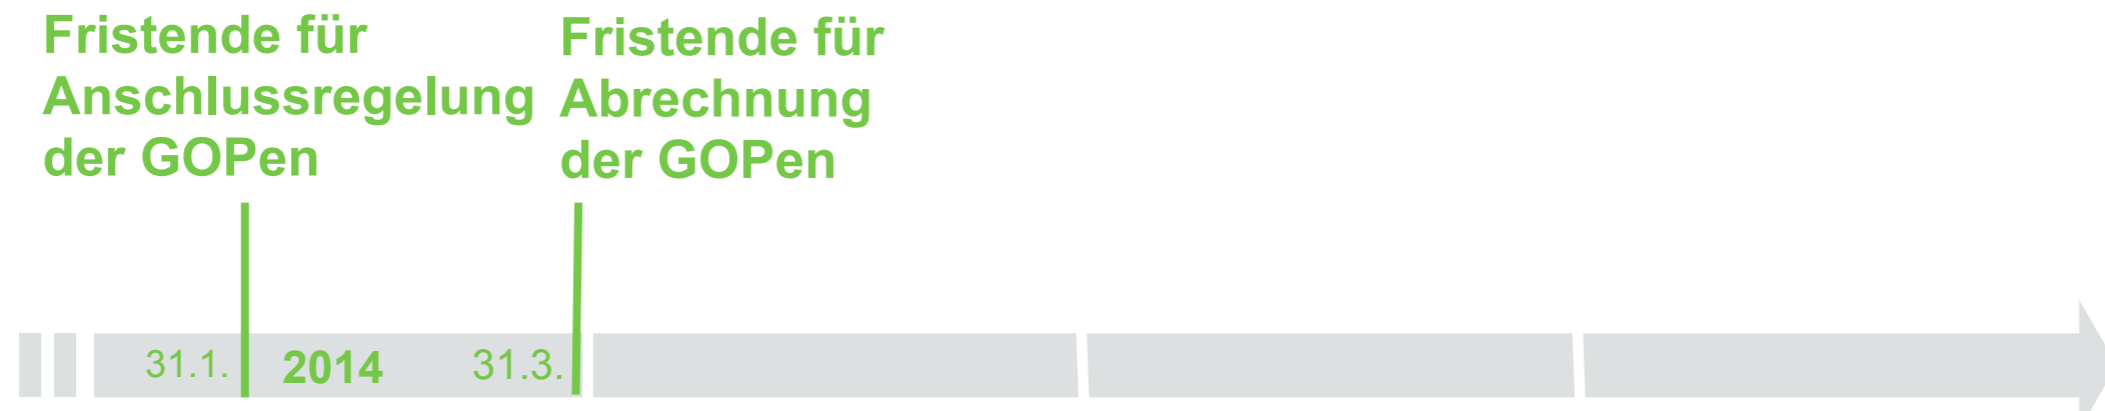 Fristende für
Anschlussregelung
der GOPen
Fristende für
Abrechnung
der GOPen
31.1. 2014 31.3.